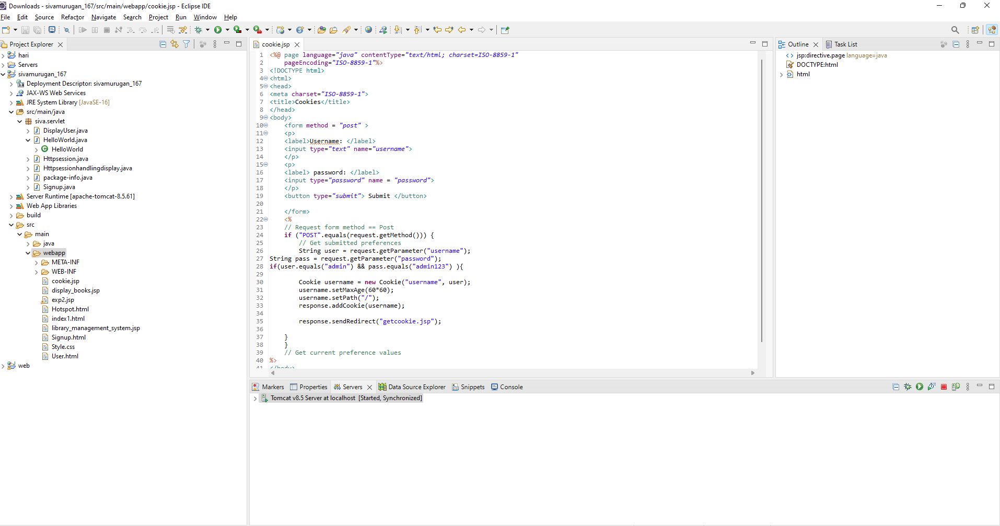 Downloads - sivamurugan_167/src/main/webapp/cookie.jsp - Eclipse IDE
File Edit Source Refactor Navigate Search Project Run Window Help
Project Explorer
hari
Servers
sivamurugan_167
Deployment Descriptor: sivamurugan_167
JAX-WS Web Services
JRE System Library [JavaSE-16]
src/main/java
siva.servlet
DisplayUser.java
HelloWorld.java
HelloWorld
Httpsession.java
Httpsessionhandlingdisplay.java
package-info.java
Signup.java
Server Runtime [apache-tomcat-8.5.61]
Web App Libraries
build
src
main
java
webapp
META-INF
WEB-INF
cookie.jsp
display_books.jsp
exp2.jsp
Hotspot.html
index1.html
library_management_system.jsp
Signup.html
Style.css
User.html
web
cookie.jsp
1 <%@ page language="java" contentType="text/html; charset=ISO-8859-1"
2 pageEncoding="ISO-8859-1"%>
3 <!DOCTYPE html>
4 <html>
5 <head>
6 <meta charset="ISO-8859-1">
7 <title>Cookies</title>
8 </head>
9 <body>
10 <form method = "post" >
11 <p>
12 <label>Username: </label>
13 <input type="text" name="username">
14 </p>
15 <p>
16 <label> password: </label>
17 <input type="password" name = "password">
18 </p>
19 <button type="submit"> Submit </button>
20
21 </form>
22 <%
23 // Request form method == Post
24 if ("POST".equals(request.getMethod())) {
25 // Get submitted preferences
26 String user = request.getParameter("username");
27 String pass = request.getParameter("password");
28 if(user.equals("admin") && pass.equals("admin123") ){
29
30 Cookie username = new Cookie("username", user);
31 username.setMaxAge(60*60);
32 username.setPath("/");
33 response.addCookie(username);
34
35 response.sendRedirect("getcookie.jsp");
36
37 }
38 }
39 // Get current preference values
40 %>
41 </body>
Outline Task List
jsp:directive.page language=java
DOCTYPE:html
html
Markers Properties Servers Data Source Explorer Snippets Console
Tomcat v8.5 Server at localhost [Started, Synchronized]